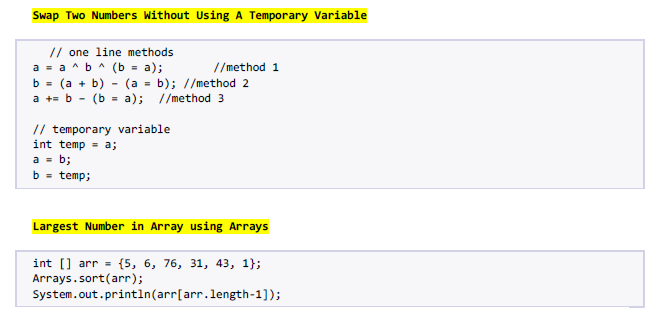 Swap Two Numbers Without Using A Temporary Variable
// one line methods
a = a ^ b ^ (b = a);        //method 1
b = (a + b) – (a = b); //method 2
a += b – (b = a);  //method 3
// temporary variable
int temp = a;
a = b;
b = temp;
Largest Number in Array using Arrays
int [] arr = {5, 6, 76, 31, 43, 1};
Arrays.sort(arr);
System.out.println(arr[arr.length-1]);